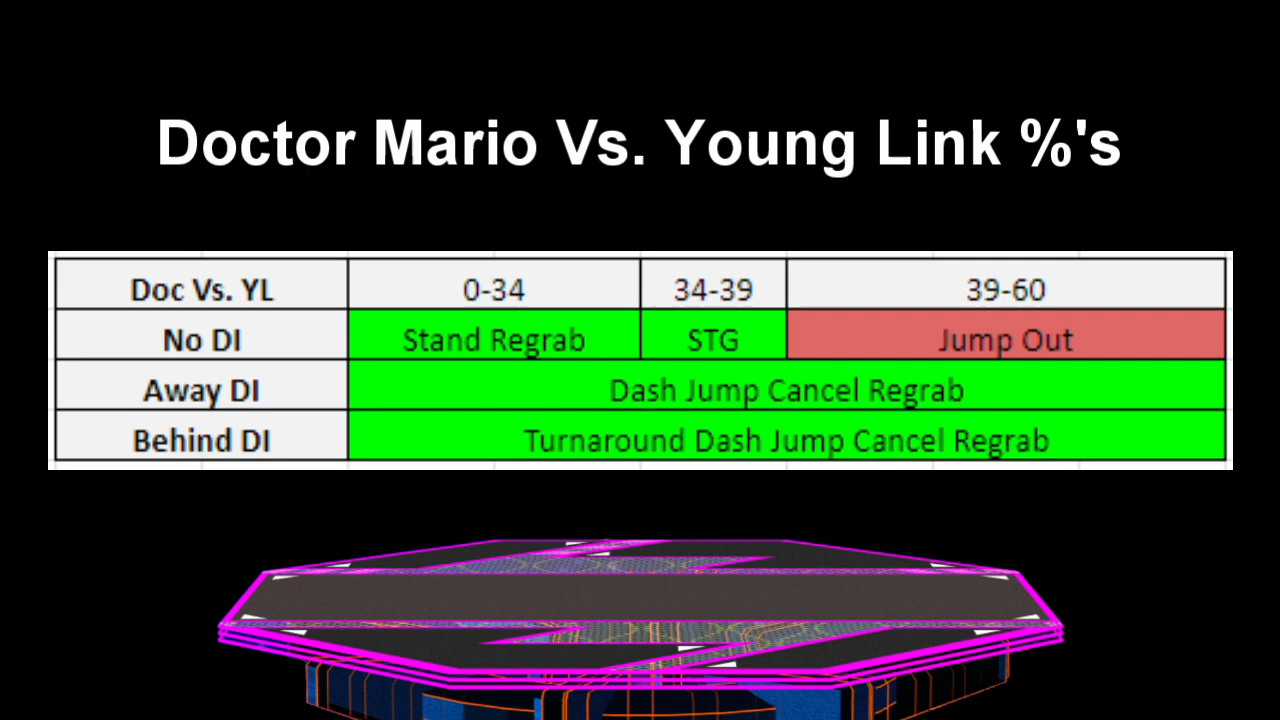 Doctor Mario Vs. Young Link %'s
Doc Vs. YL 0-34 34-39 39-60
No DI Stand Regrab STG Jump Out
Away DI Dash Jump Cancel Regrab
Behind DI Turnaround Dash Jump Cancel Regrab